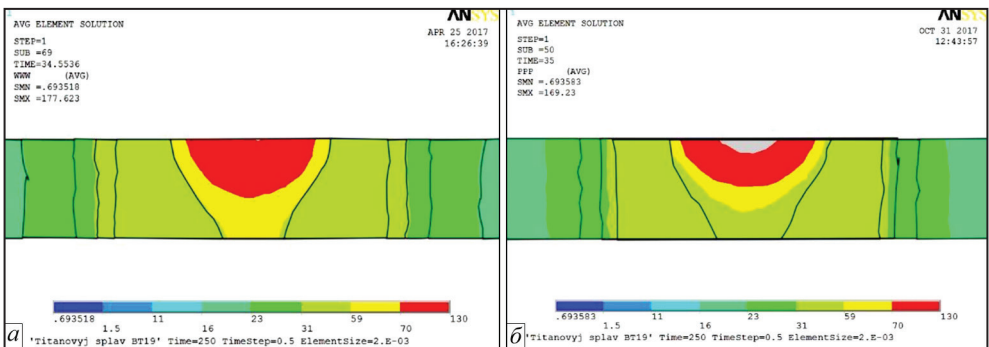 1
ANSYS
AVG ELEMENT SOLUTION
APR 25 2017
16:26:39
STEP=1
SUB =69
TIME=34.5536
WWW (AVG)
SMN =.693518
SMX =177.623
.693518 11 23 59 130
1.5 16 31 70
а 'Titanovyj splav BT19' Time=250 TimeStep=0.5 ElementSize=2.E-03
1
ANSYS
AVG ELEMENT SOLUTION
OCT 31 2017
12:43:57
STEP=1
SUB =50
TIME=35
PPP (AVG)
SMN =.693583
SMX =169.23
.693583 11 23 59 130
1.5 16 31 70
б 'Titanovyj splav BT19' Time=250 TimeStep=0.5 ElementSize=2.E-03